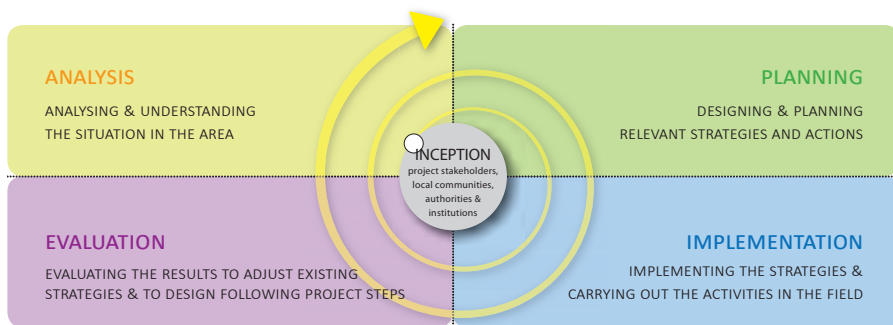 ANALYSIS
ANALYSING & UNDERSTANDING
THE SITUATION IN THE AREA
PLANNING
DESIGNING & PLANNING
RELEVANT STRATEGIES AND ACTIONS
INCEPTION
project stakeholders,
local communities,
authorities &
institutions
EVALUATION
EVALUATING THE RESULTS TO ADJUST EXISTING
STRATEGIES & TO DESIGN FOLLOWING PROJECT STEPS
IMPLEMENTATION
IMPLEMENTING THE STRATEGIES &
CARRYING OUT THE ACTIVITIES IN THE FIELD